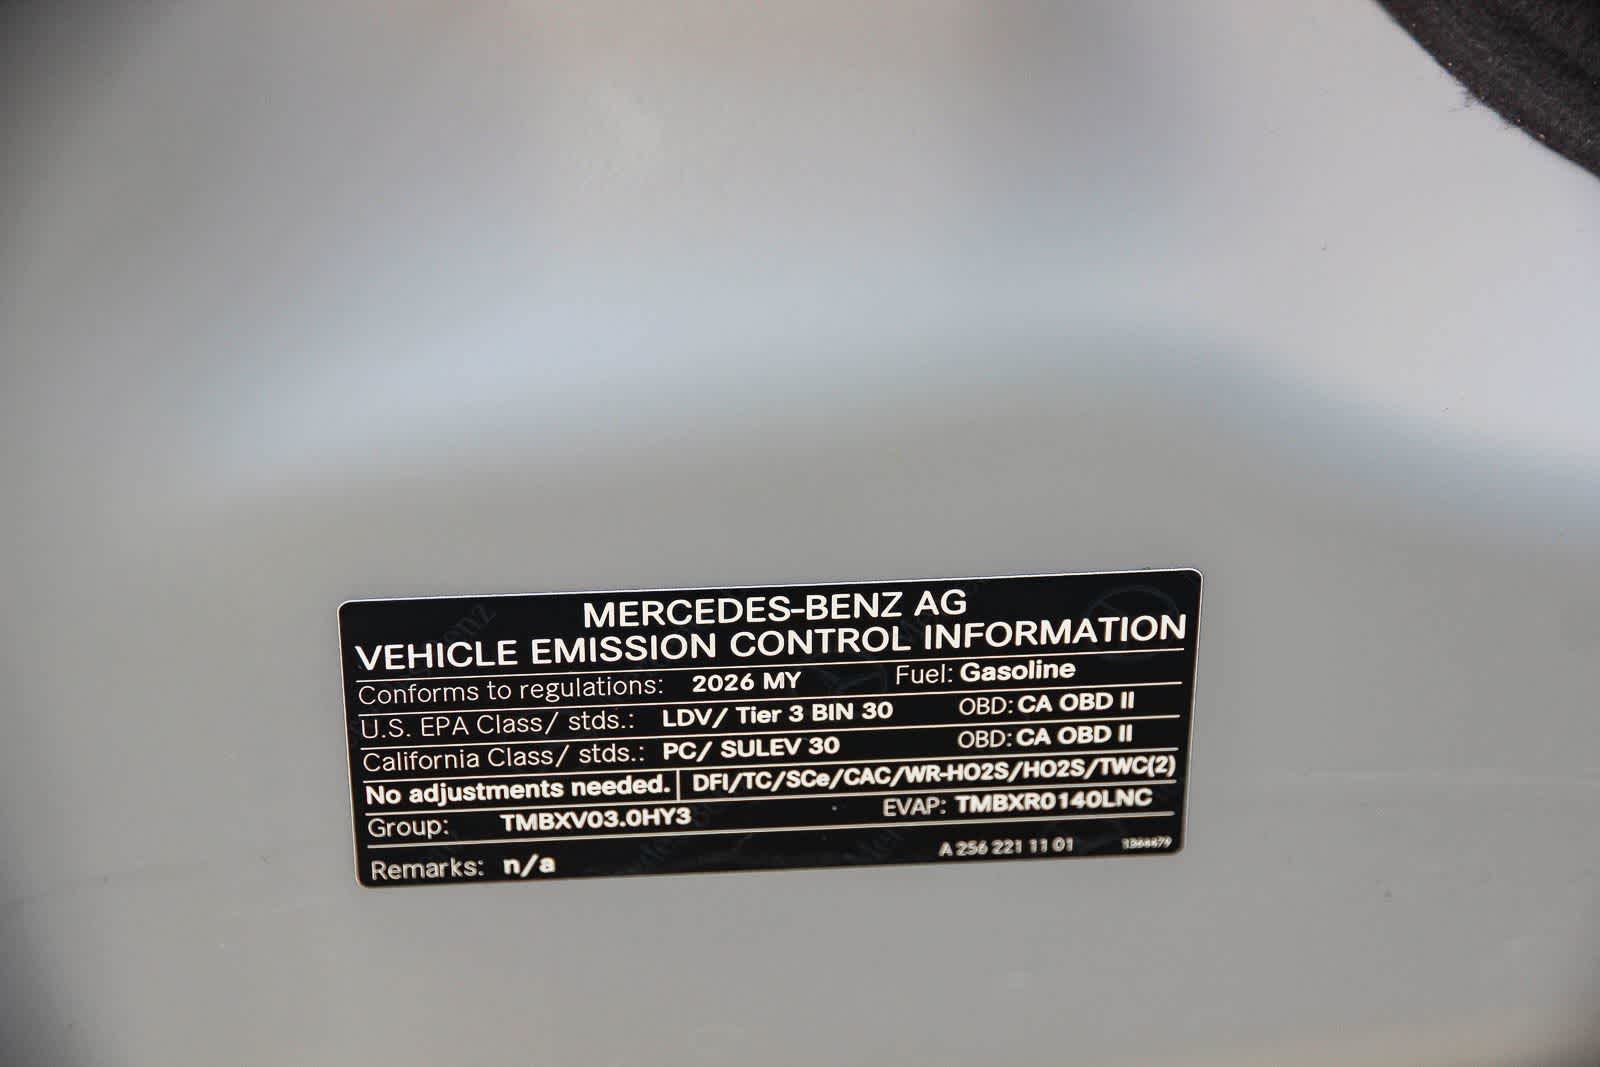 MERCEDES-BENZ AG
VEHICLE EMISSION CONTROL INFORMATION
Conforms to regulations: 2026 MY Fuel: Gasoline
U.S. EPA Class/ stds.: LDV/ Tier 3 BIN 30 OBD: CA OBD II
California Class/ stds.: PC/ SULEV 30 OBD: CA OBD II
No adjustments needed. DFI/TC/SCe/CAC/WR-HO2S/HO2S/TWC(2)
Group: TMBXV03.0HY3 EVAP: TMBXR0140LNC
Remarks: n/a A 256 221 11 01